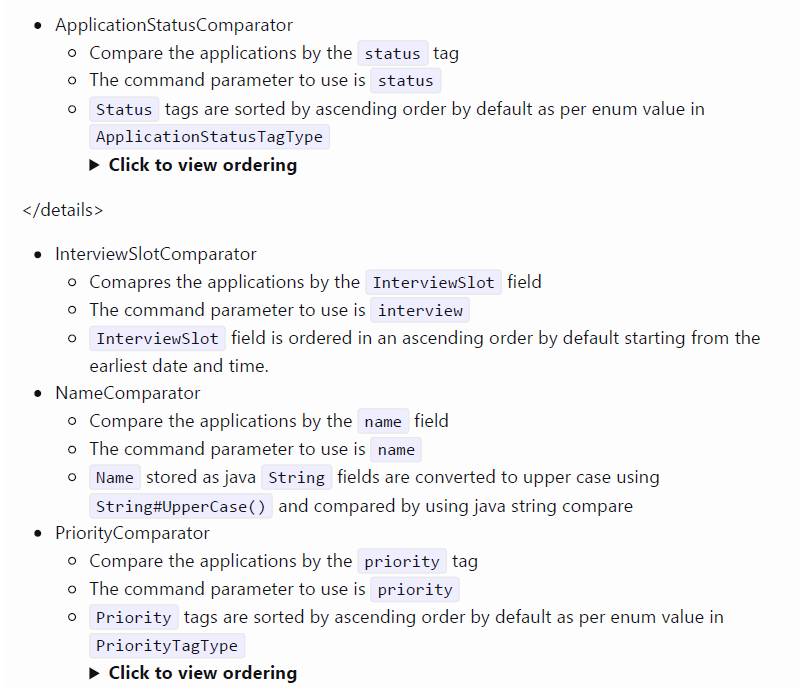 ApplicationStatusComparator
Compare the applications by the status tag
The command parameter to use is status
Status tags are sorted by ascending order by default as per enum value in
ApplicationStatusTagType
Click to view ordering
</details>
InterviewSlotComparator
Comapres the applications by the InterviewSlot field
The command parameter to use is interview
InterviewSlot field is ordered in an ascending order by default starting from the
earliest date and time.
NameComparator
Compare the applications by the name field
The command parameter to use is name
Name stored as java String fields are converted to upper case using
String#UpperCase() and compared by using java string compare
PriorityComparator
Compare the applications by the priority tag
The command parameter to use is priority
Priority tags are sorted by ascending order by default as per enum value in
PriorityTagType
Click to view ordering